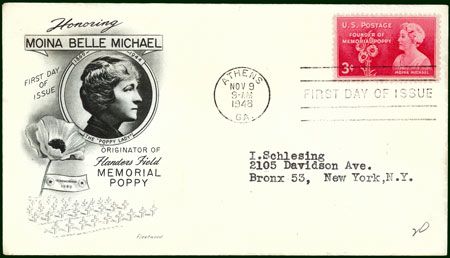 Honoring
MOINA BELLE MICHAEL
FIRST DAY
OF
ISSUE
THE "POPPY LADY"
ORIGINATOR OF
Flanders Field
MEMORIAL
POPPY
Fleetwood
ATHENS
NOV 9
9-AM
1948
GA.
U.S. POSTAGE
FOUNDER OF
MEMORIAL POPPY
3¢
MOINA MICHAEL
FIRST DAY OF ISSUE
I.Schlesing
2105 Davidson Ave.
Bronx 53, New York,N.Y.